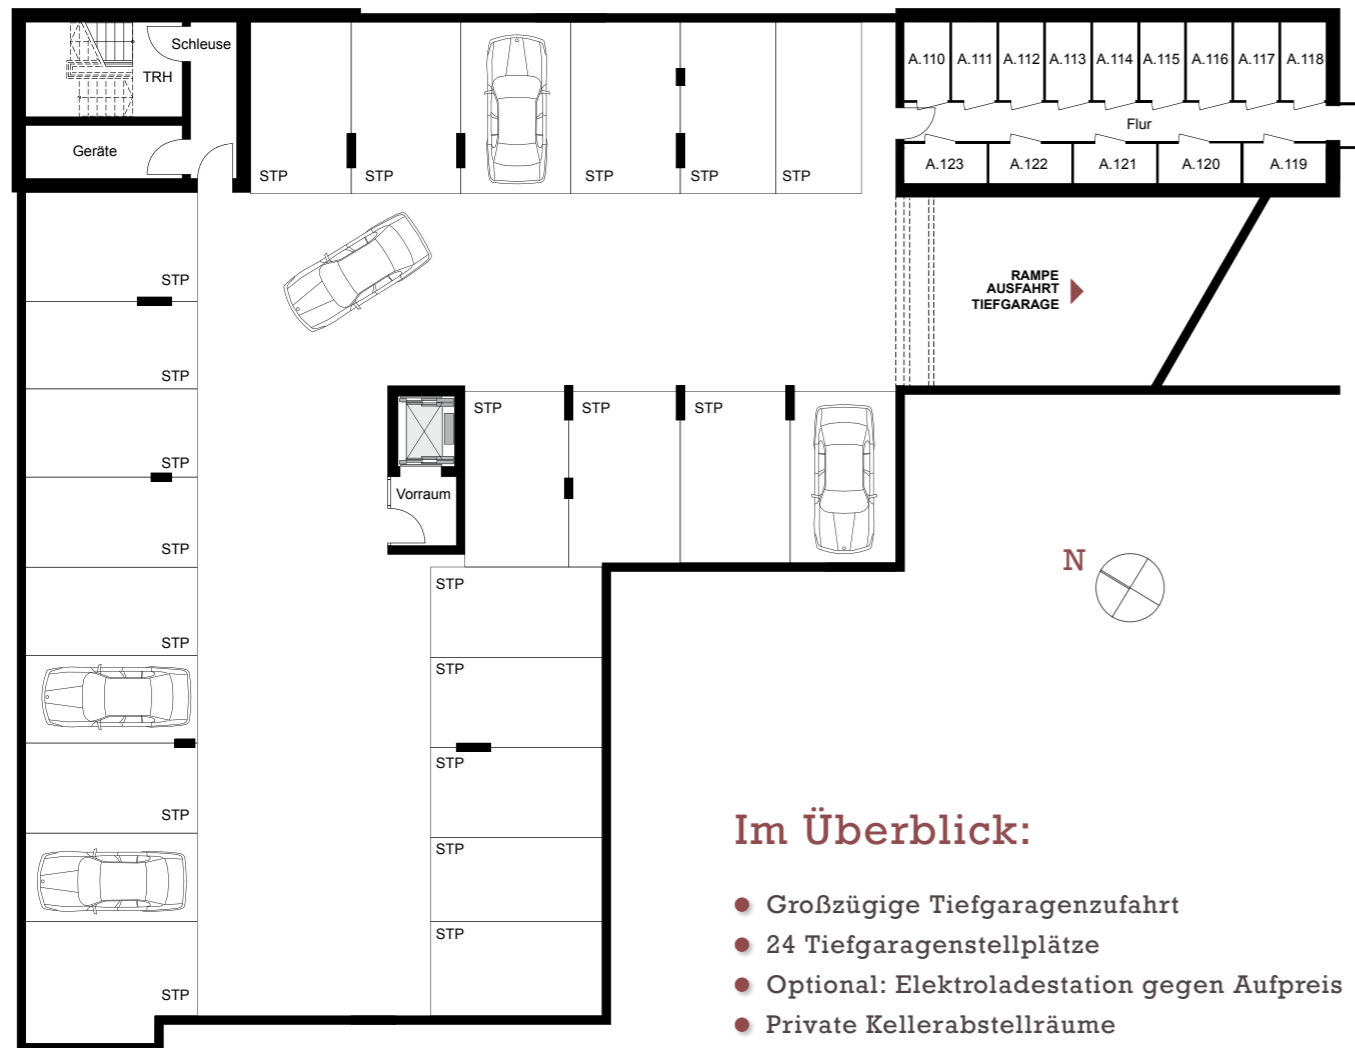 Schleuse
TRH
Geräte
A.110 A.111 A.112 A.113 A.114 A.115 A.116 A.117 A.118
Flur
A.123 A.122 A.121 A.120 A.119
STP STP STP STP STP
STP
RAMPE
AUSFAHRT
TIEFGARAGE
STP
STP STP STP
STP
Vorraum
STP
N
STP
STP
STP
STP
STP
STP
STP
STP
Im Überblick:
Großzügige Tiefgaragenzufahrt
24 Tiefgaragenstellplätze
Optional: Elektroladestation gegen Aufpreis
Private Kellerabstellräume